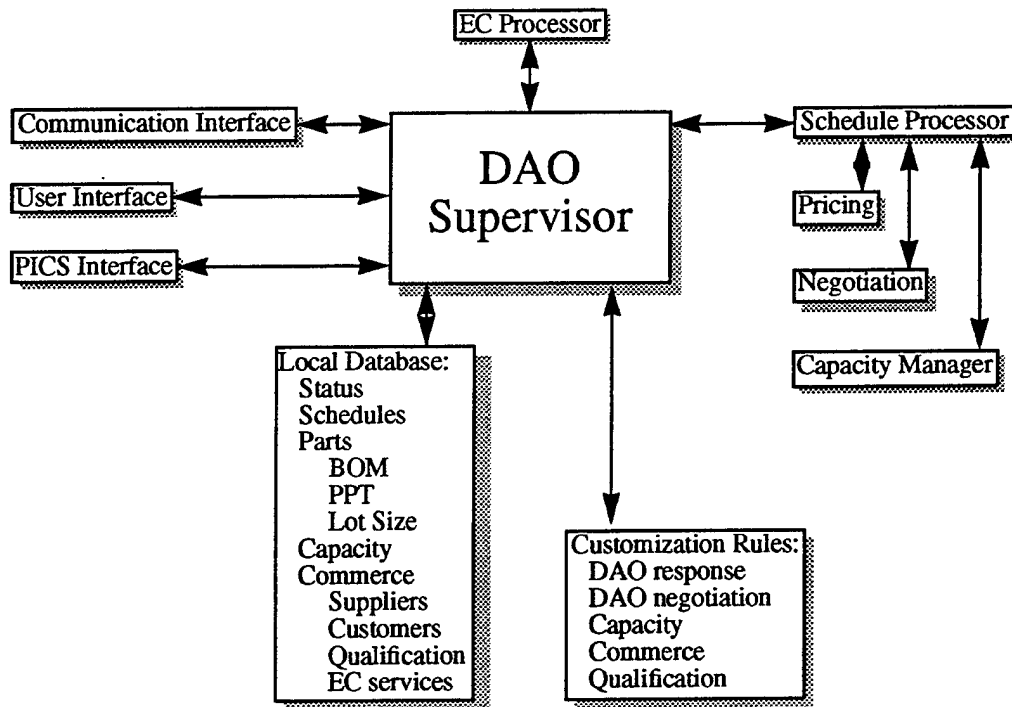 EC Processor
Communication Interface
User Interface
PICS Interface
DAO
Supervisor
Schedule Processor
Pricing
Negotiation
Capacity Manager
Local Database:
Status
Schedules
Parts
BOM
PPT
Lot Size
Capacity
Commerce
Suppliers
Customers
Qualification
EC services
Customization Rules:
DAO response
DAO negotiation
Capacity
Commerce
Qualification